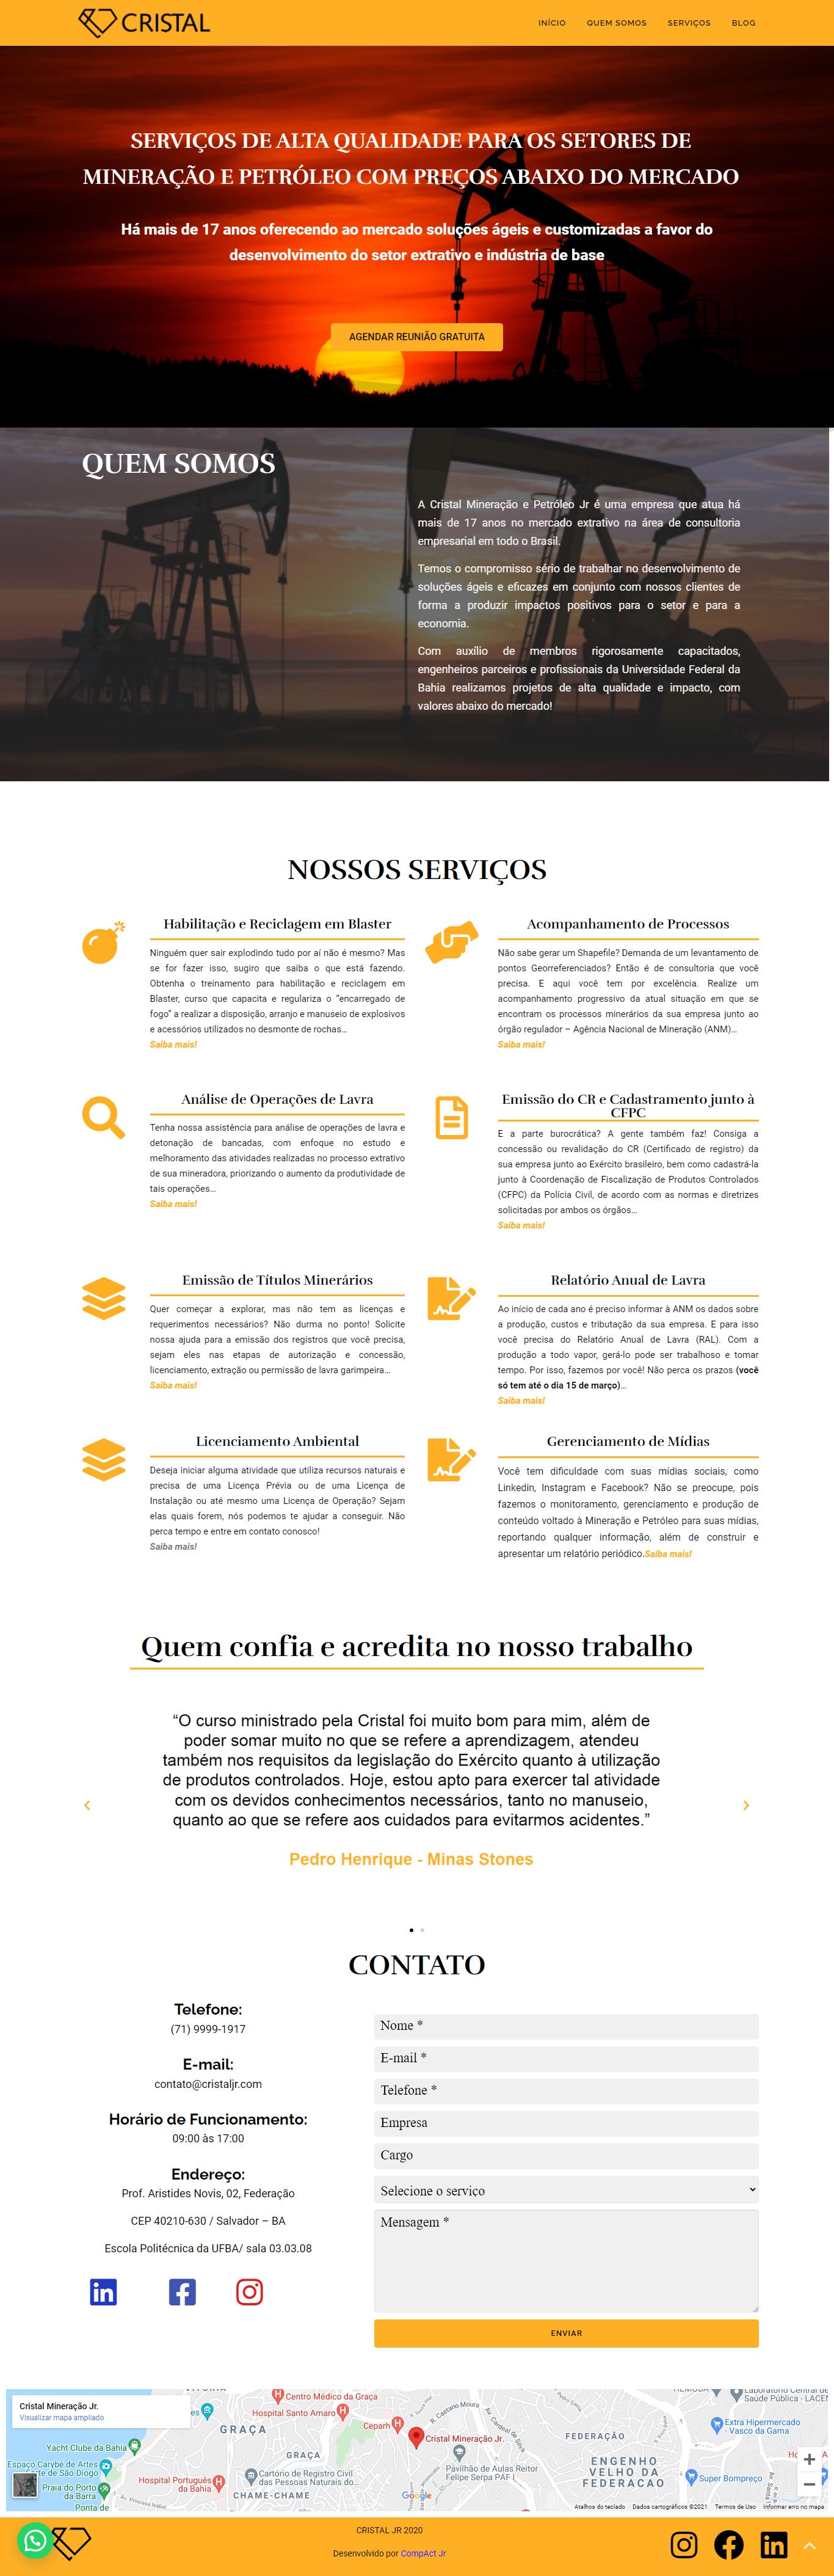 CRISTAL
INÍCIO
QUEM SOMOS
SERVIÇOS
BLOG
SERVIÇOS DE ALTA QUALIDADE PARA OS SETORES DE
MINERAÇÃO E PETRÓLEO COM PREÇOS ABAIXO DO MERCADO
Há mais de 17 anos oferecendo ao mercado soluções ágeis e customizadas a favor do
desenvolvimento do setor extrativo e indústria de base
AGENDAR REUNIÃO GRATUITA
QUEM SOMOS
A Cristal Mineração e Petróleo Jr é uma empresa que atua há
mais de 17 anos no mercado extrativo na área de consultoria
empresarial em todo o Brasil.
Temos o compromisso sério de trabalhar no desenvolvimento de
soluções ágeis e eficazes em conjunto com nossos clientes de
forma a produzir impactos positivos para o setor e para a
economia.
Com auxílio de membros rigorosamente capacitados,
engenheiros parceiros e profissionais da Universidade Federal da
Bahia realizamos projetos de alta qualidade e impacto, com
valores abaixo do mercado!
NOSSOS SERVIÇOS
Habilitação e Reciclagem em Blaster
Ninguém quer sair explodindo tudo por aí não é mesmo? Mas
se for fazer isso, sugiro que saiba o que está fazendo.
Obtenha o treinamento para habilitação e reciclagem em
Blaster, curso que capacita e regulariza o “encarregado de
fogo” a realizar a disposição, arranjo e manuseio de explosivos
e acessórios utilizados no desmonte de rochas…
Saiba mais!
Acompanhamento de Processos
Não sabe gerar um Shapefile? Demanda de um levantamento de
pontos Georreferenciados? Então é de consultoria que você
precisa. E aqui você tem por excelência. Realize um
acompanhamento progressivo da atual situação em que se
encontram os processos minerários da sua empresa junto ao
órgão regulador – Agência Nacional de Mineração (ANM)…
Saiba mais!
Análise de Operações de Lavra
Tenha nossa assistência para análise de operações de lavra e
detonação de bancadas, com enfoque no estudo e
melhoramento das atividades realizadas no processo extrativo
de sua mineradora, priorizando o aumento da produtividade de
tais operações…
Saiba mais!
Emissão do CR e Cadastramento junto à
CFPC
E a parte burocrática? A gente também faz! Consiga a
concessão ou revalidação do CR (Certificado de registro) da
sua empresa junto ao Exército brasileiro, bem como cadastrá-la
junto à Coordenação de Fiscalização de Produtos Controlados
(CFPC) da Polícia Civil, de acordo com as normas e diretrizes
solicitadas por ambos os órgãos…
Saiba mais!
Emissão de Títulos Minerários
Quer começar a explorar, mas não tem as licenças e
requerimentos necessários? Não durma no ponto! Solicite
nossa ajuda para a emissão dos registros que você precisa,
sejam eles nas etapas de autorização e concessão,
licenciamento, extração ou permissão de lavra garimpeira…
Saiba mais!
Relatório Anual de Lavra
Ao início de cada ano é preciso informar à ANM os dados sobre
a produção, custos e tributação da sua empresa. E para isso
você precisa do Relatório Anual de Lavra (RAL). Com a
produção a todo vapor, gerá-lo pode ser trabalhoso e tomar
tempo. Por isso, fazemos por você! Não perca os prazos (você
só tem até o dia 15 de março)…
Saiba mais!
Licenciamento Ambiental
Deseja iniciar alguma atividade que utiliza recursos naturais e
precisa de uma Licença Prévia ou de uma Licença de
Instalação ou até mesmo uma Licença de Operação? Sejam
elas quais forem, nós podemos te ajudar a conseguir. Não
perca tempo e entre em contato conosco!
Saiba mais!
Gerenciamento de Mídias
Você tem dificuldade com suas mídias sociais, como
Linkedin, Instagram e Facebook? Não se preocupe, pois
fazemos o monitoramento, gerenciamento e produção de
conteúdo voltado à Mineração e Petróleo para suas mídias,
reportando qualquer informação, além de construir e
apresentar um relatório periódico.Saiba mais!
Quem confia e acredita no nosso trabalho
“O curso ministrado pela Cristal foi muito bom para mim, além de
poder somar muito no que se refere a aprendizagem, atendeu
também nos requisitos da legislação do Exército quanto à utilização
de produtos controlados. Hoje, estou apto para exercer tal atividade
com os devidos conhecimentos necessários, tanto no manuseio,
quanto ao que se refere aos cuidados para evitarmos acidentes.”
Pedro Henrique - Minas Stones
CONTATO
Telefone:
(71) 9999-1917
E-mail:
contato@cristaljr.com
Horário de Funcionamento:
09:00 às 17:00
Endereço:
Prof. Aristides Novis, 02, Federação
CEP 40210-630 / Salvador – BA
Escola Politécnica da UFBA/ sala 03.03.08
Nome *
E-mail *
Telefone *
Empresa
Cargo
Selecione o serviço
Mensagem *
ENVIAR
Cristal Mineração Jr.
Visualizar mapa ampliado
Centro Médico da Graça
Hospital Santo Amaro
GRAÇA
Ceparh
Cristal Mineração Jr.
R. Caetano Moura
Av. Cardeal da Silva
FEDERAÇÃO
Laboratório Central de
Saúde Pública - LACEN
Extra Hipermercado
- Vasco da Gama
Yacht Clube da Bahia
GRAÇA
Espaço Carybé de Artes
e de São Diogo
Cartório de Registro Civil
das Pessoas Naturais do...
Pavilhão de Aulas Reitor
Felipe Serpa PAF I
ENGENHO
VELHO DA
FEDERACAO
Super Bompreço
Praia do Porto
da Barra
Hospital Português
da Bahia
CHAME-CHAME
Ponta de
Av. Princesa Isabel
Google
Atalhos do teclado
Dados cartográficos ©2021
Termos de Uso
Informar erro no mapa
CRISTAL JR 2020
Desenvolvido por CompAct Jr